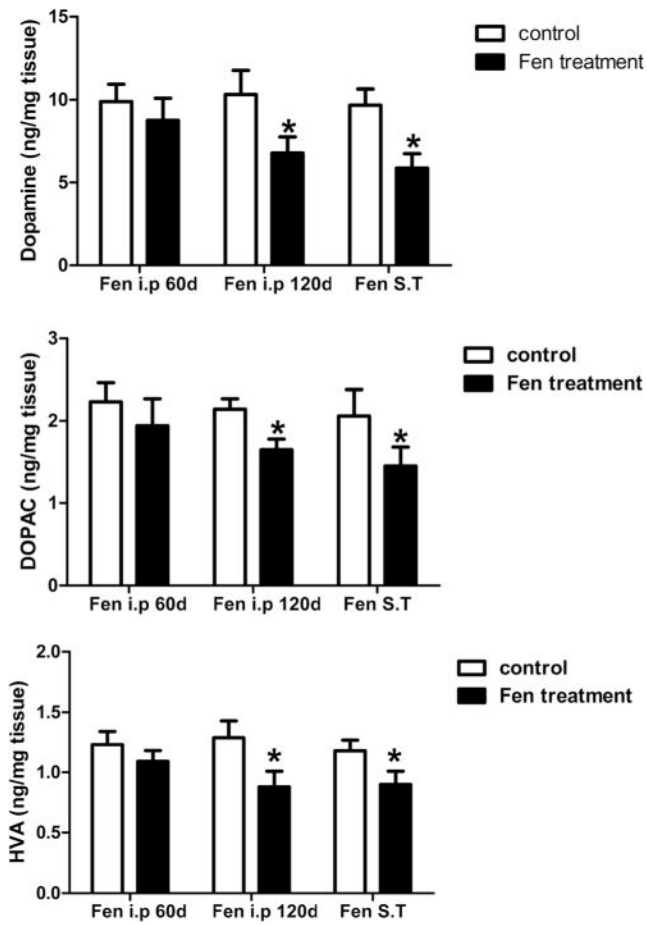 Dopamine (ng/mg tissue)
15
10
5
0
* *
Fen i.p 60d Fen i.p 120d Fen S.T
control
Fen treatment
DOPAC (ng/mg tissue)
3
2
1
0
* *
Fen i.p 60d Fen i.p 120d Fen S.T
control
Fen treatment
HVA (ng/mg tissue)
2.0
1.5
1.0
0.5
0.0
* *
Fen i.p 60d Fen i.p 120d Fen S.T
control
Fen treatment